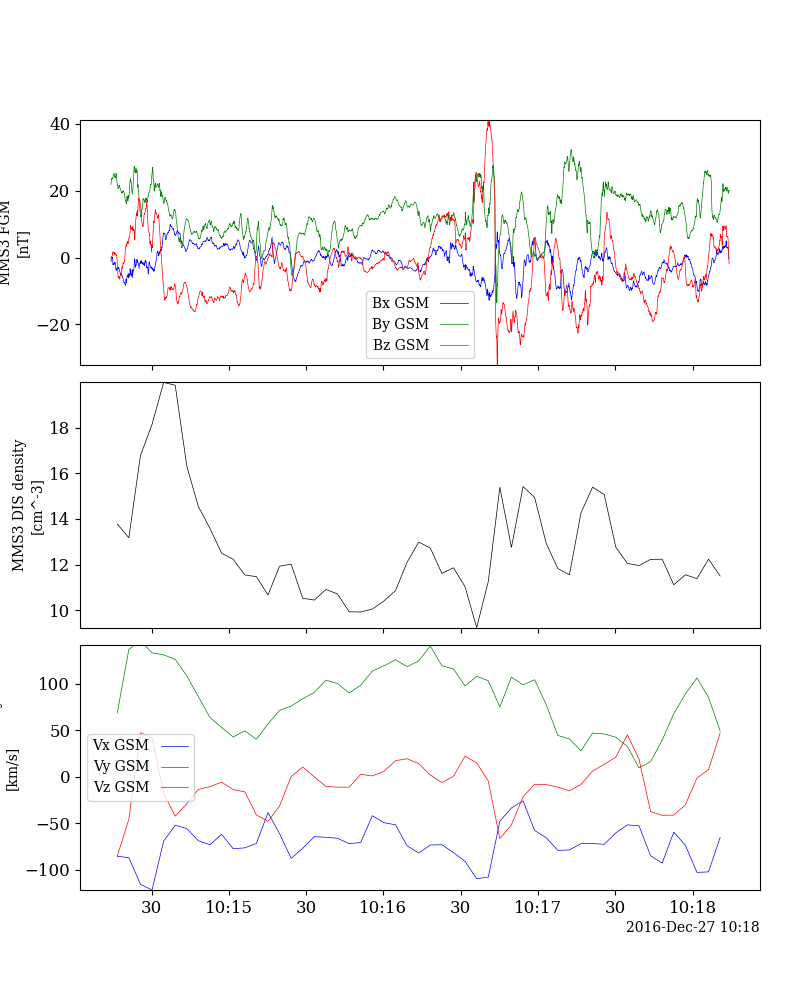 40
20
0
−20
MMS3 FGM
[nT]
Bx GSM
By GSM
Bz GSM
18
16
14
12
10
MMS3 DIS density
[cm^-3]
100
50
0
−50
−100
[km/s]
Vx GSM
Vy GSM
Vz GSM
30
10:15
30
10:16
30
10:17
30
10:18
2016-Dec-27 10:18